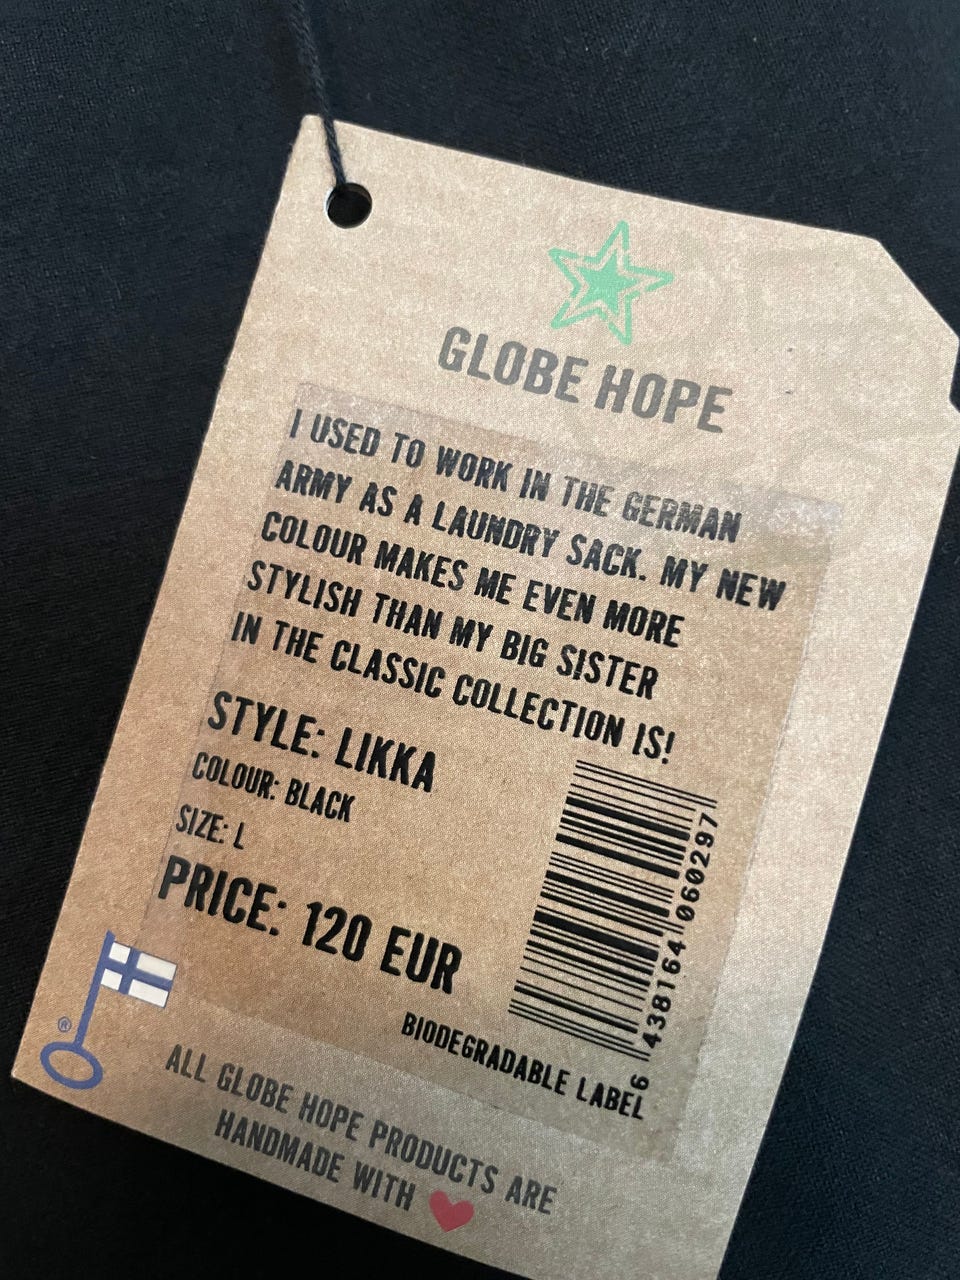 GLOBE HOPE
I USED TO WORK IN THE GERMAN
ARMY AS A LAUNDRY SACK. MY NEW
COLOUR MAKES ME EVEN MORE
STYLISH THAN MY BIG SISTER
IN THE CLASSIC COLLECTION IS!
STYLE: LIKKA
COLOUR: BLACK
SIZE: L
PRICE: 120 EUR
6 438164 060297
BIODEGRADABLE LABEL
®
ALL GLOBE HOPE PRODUCTS ARE
HANDMADE WITH